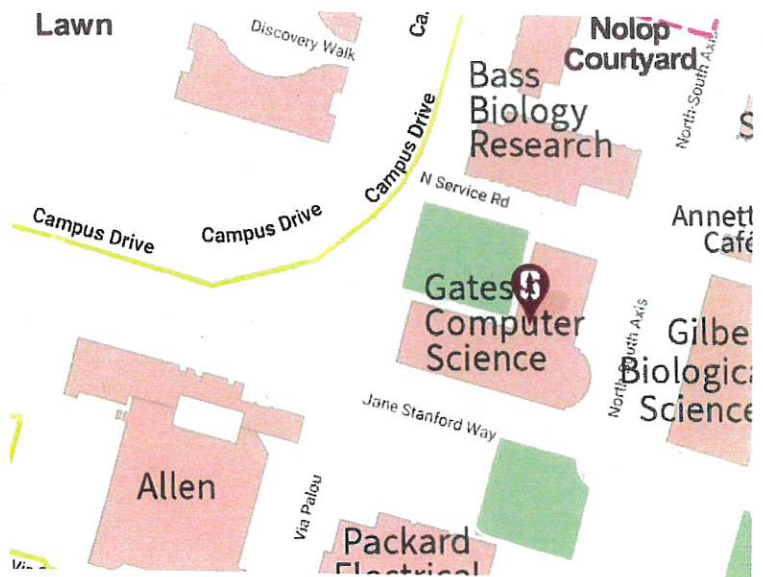 Lawn
Discovery Walk
Nolop
Courtyard
North-South Axis
Bass
Biology
Research
Campus Drive
N Service Rd
Campus Drive
Campus Drive
Annett
Café
Gates
Computer
Science
North-South Axis
Gilbe
Biologica
Science
Jane Stanford Way
Allen
Via Palou
Packard
Electrical